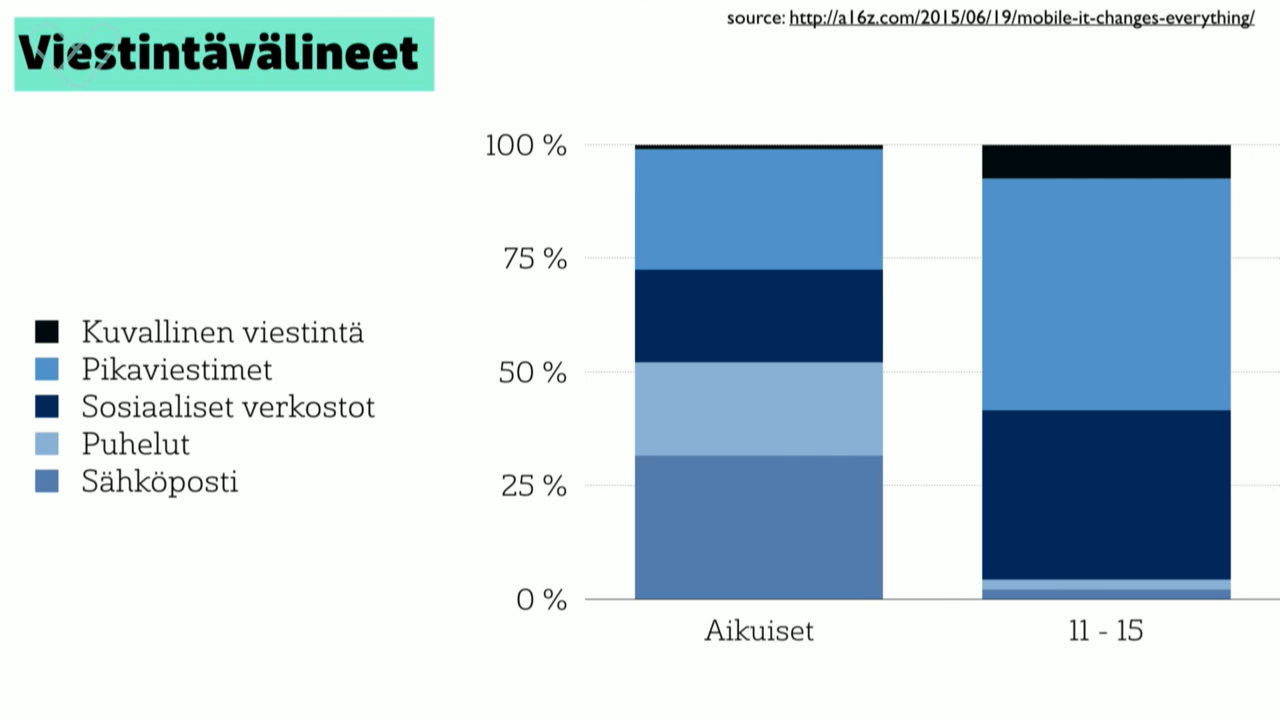 source: http://a16z.com/2015/06/19/mobile-it-changes-everything/
Viestintävälineet
100 %
75 %
50 %
25 %
0 %
Kuvallinen viestintä
Pikaviestimet
Sosiaaliset verkostot
Puhelut
Sähköposti
Aikuiset
11 - 15